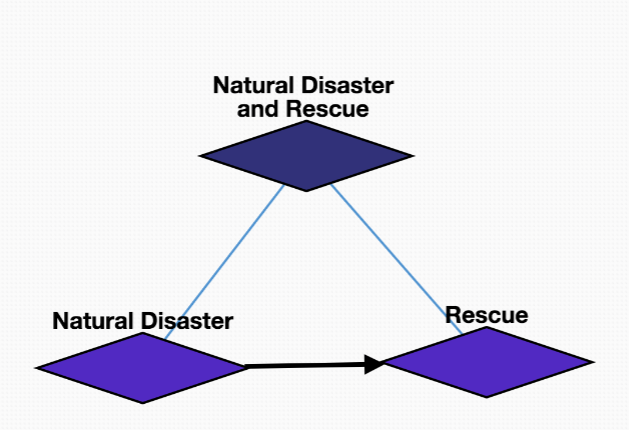 Natural Disaster
and Rescue
Natural Disaster
Rescue